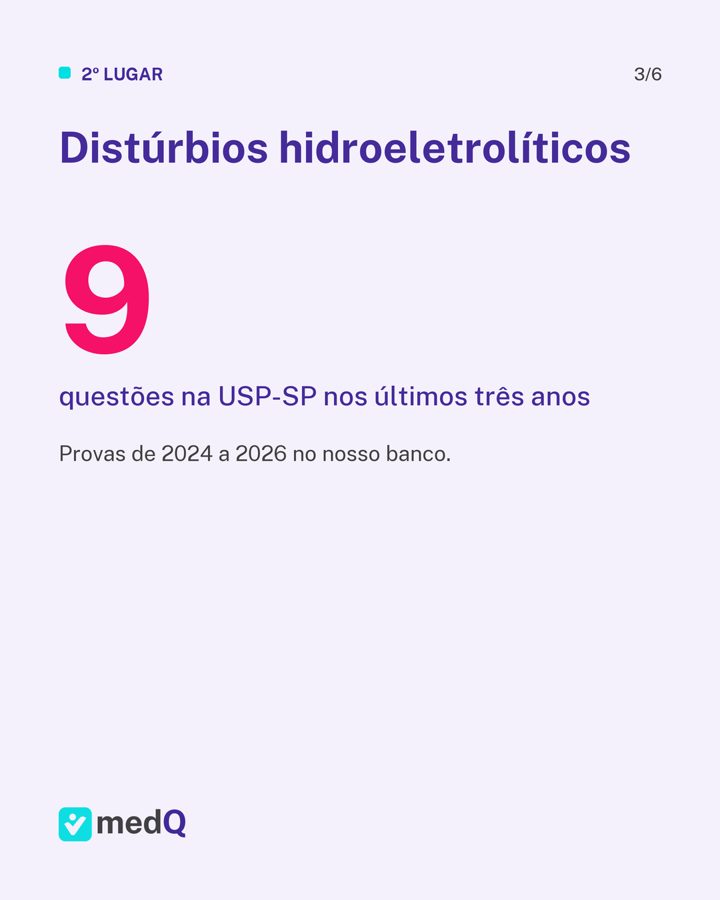 2º LUGAR
3/6
Distúrbios hidroeletrolíticos
9
questões na USP-SP nos últimos três anos
Provas de 2024 a 2026 no nosso banco.
medQ